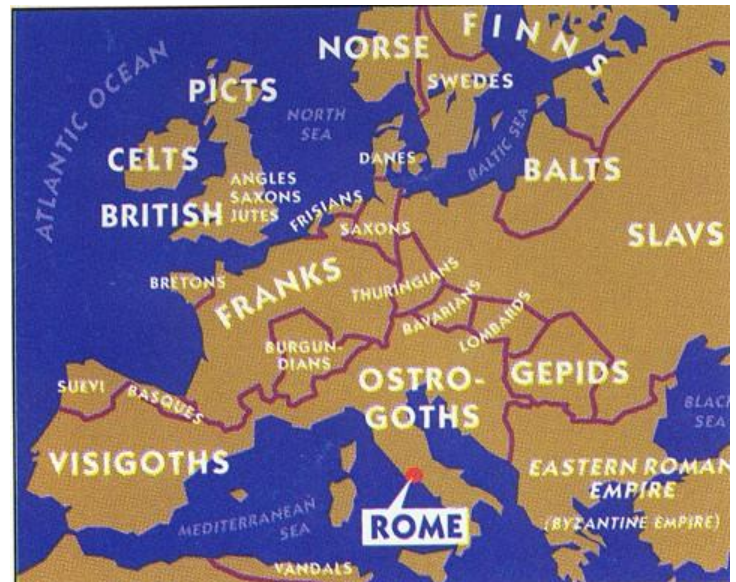 FINNS
NORSE
SWEDES
ATLANTIC OCEAN
PICTS
NORTH
SEA
BALTIC SEA
CELTS
DANES
BALTS
ANGLES
SAXONS
JUTES
BRITISH
FRISIANS
SAXONS
SLAVS
BRETONS
FRANKS
THURINGIANS
BAVARIANS
LOMBARDS
BURGUN-
DIANS
SUEVI
BASQUES
OSTRO-
GOTHS
GEPIDS
BLACK
SEA
VISIGOTHS
EASTERN ROMAN
EMPIRE
(BYZANTINE EMPIRE)
MEDITERRANEAN
SEA
ROME
VANDALS